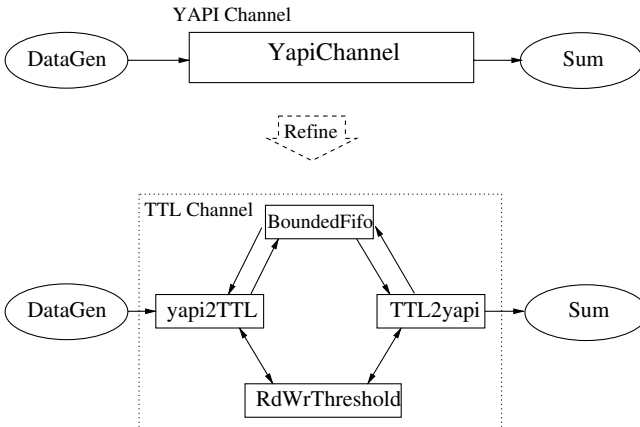 YAPI Channel
DataGen
YapiChannel
Sum
Refine
TTL Channel
BoundedFifo
DataGen
yapi2TTL
TTL2yapi
Sum
RdWrThreshold